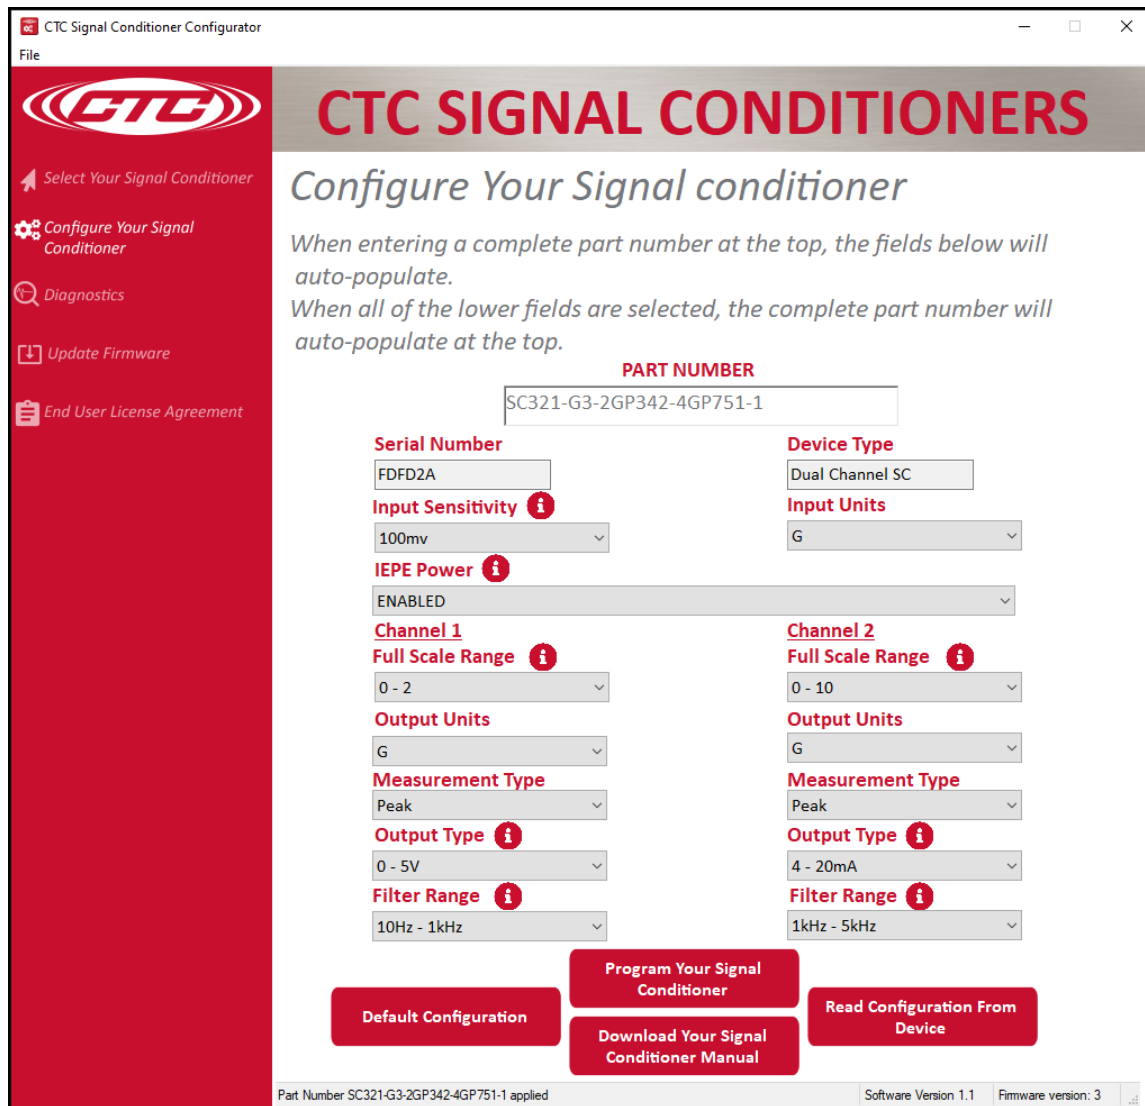 CTC Signal Conditioner Configurator
File
CTC
CTC SIGNAL CONDITIONERS
Select Your Signal Conditioner
Configure Your Signal
Conditioner
Diagnostics
Update Firmware
End User License Agreement
Configure Your Signal conditioner
When entering a complete part number at the top, the fields below will
auto-populate.
When all of the lower fields are selected, the complete part number will
auto-populate at the top.
PART NUMBER
SC321-G3-2GP342-4GP751-1
Serial Number
Device Type
FDFD2A
Dual Channel SC
Input Sensitivity i
Input Units
100mv
G
IEPE Power i
ENABLED
Channel 1
Channel 2
Full Scale Range i
Full Scale Range i
0 - 2
0 - 10
Output Units
Output Units
G
G
Measurement Type
Measurement Type
Peak
Peak
Output Type i
Output Type i
0 - 5V
4 - 20mA
Filter Range i
Filter Range i
10Hz - 1kHz
1kHz - 5kHz
Default Configuration
Program Your Signal
Conditioner
Download Your Signal
Conditioner Manual
Read Configuration From
Device
Part Number SC321-G3-2GP342-4GP751-1 applied
Software Version 1.1
Firmware version: 3